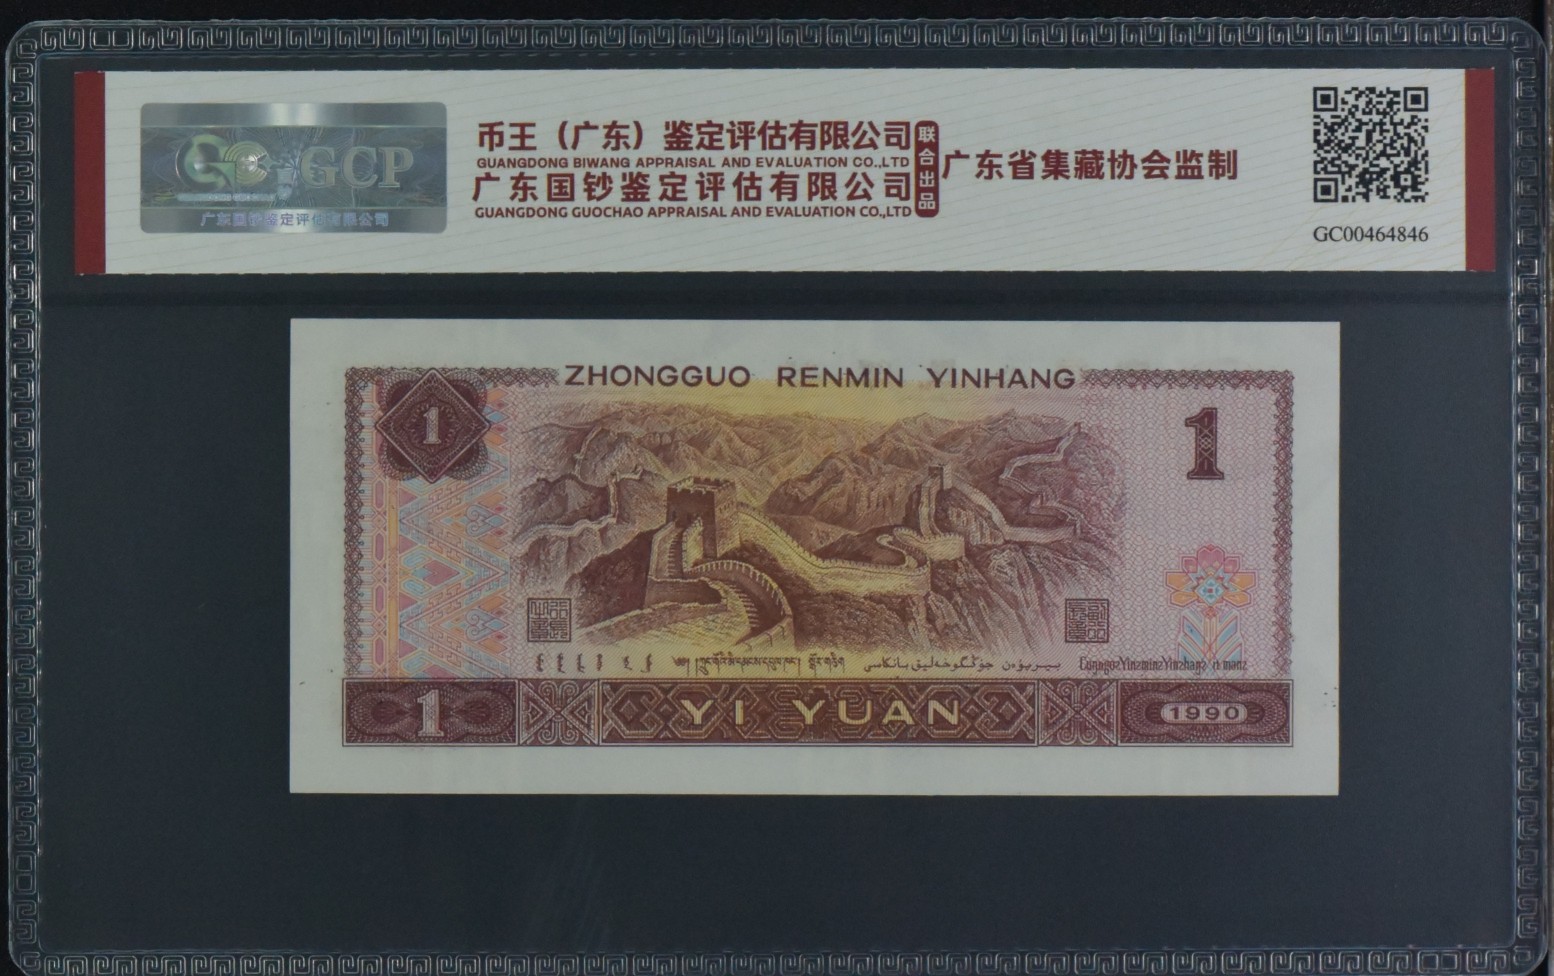 GCP
广东国钞鉴定评估有限公司
币王（广东）鉴定评估有限公司
GUANGDONG BIWANG APPRAISAL AND EVALUATION CO.,LTD
广东国钞鉴定评估有限公司
GUANGDONG GUOCHAO APPRAISAL AND EVALUATION CO.,LTD
联合出品
广东省集藏协会监制
GC00464846
ZHONGGUO RENMIN YINHANG
1
1
1
YI YUAN
1990